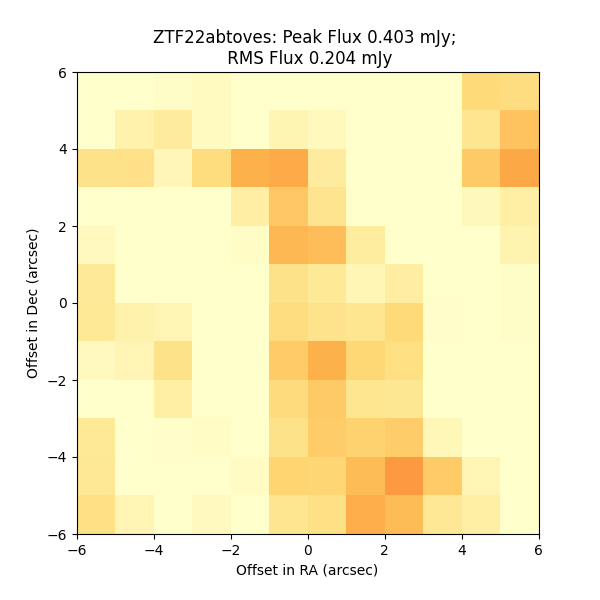 ZTF22abtoves: Peak Flux 0.403 mJy;
RMS Flux 0.204 mJy
6
4
2
0
−2
−4
−6
Offset in Dec (arcsec)
−6 −4 −2 0 2 4 6
Offset in RA (arcsec)